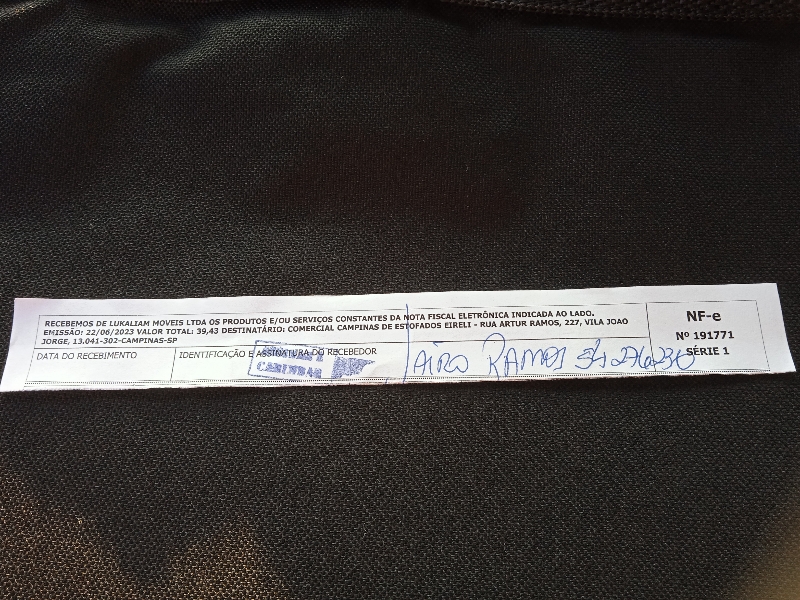 RECEBEMOS DE LUKALIAM MOVEIS LTDA OS PRODUTOS E/OU SERVIÇOS CONSTANTES DA NOTA FISCAL ELETRÔNICA INDICADA AO LADO.
EMISSÃO: 22/06/2023 VALOR TOTAL: 39,43 DESTINATÁRIO: COMERCIAL CAMPINAS DE ESTOFADOS EIRELI - RUA ARTUR RAMOS, 227, VILA JOAO
JORGE, 13.041-302-CAMPINAS-SP
DATA DO RECEBIMENTO
IDENTIFICAÇÃO E ASSINATURA DO RECEBEDOR
CARIMBAR
RAMOS
NF-e
Nº 191771
SÉRIE 1